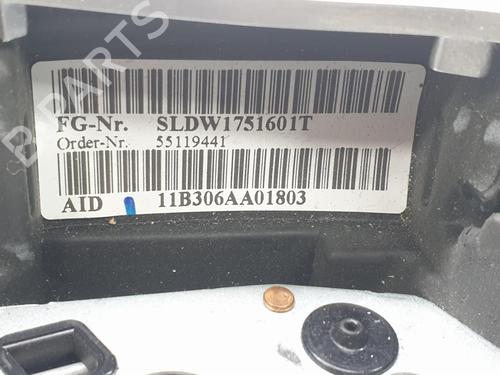 FG-Nr. SLDW1751601T
Order-Nr. 55119441
AID 11B306AA01803
B-PARTS